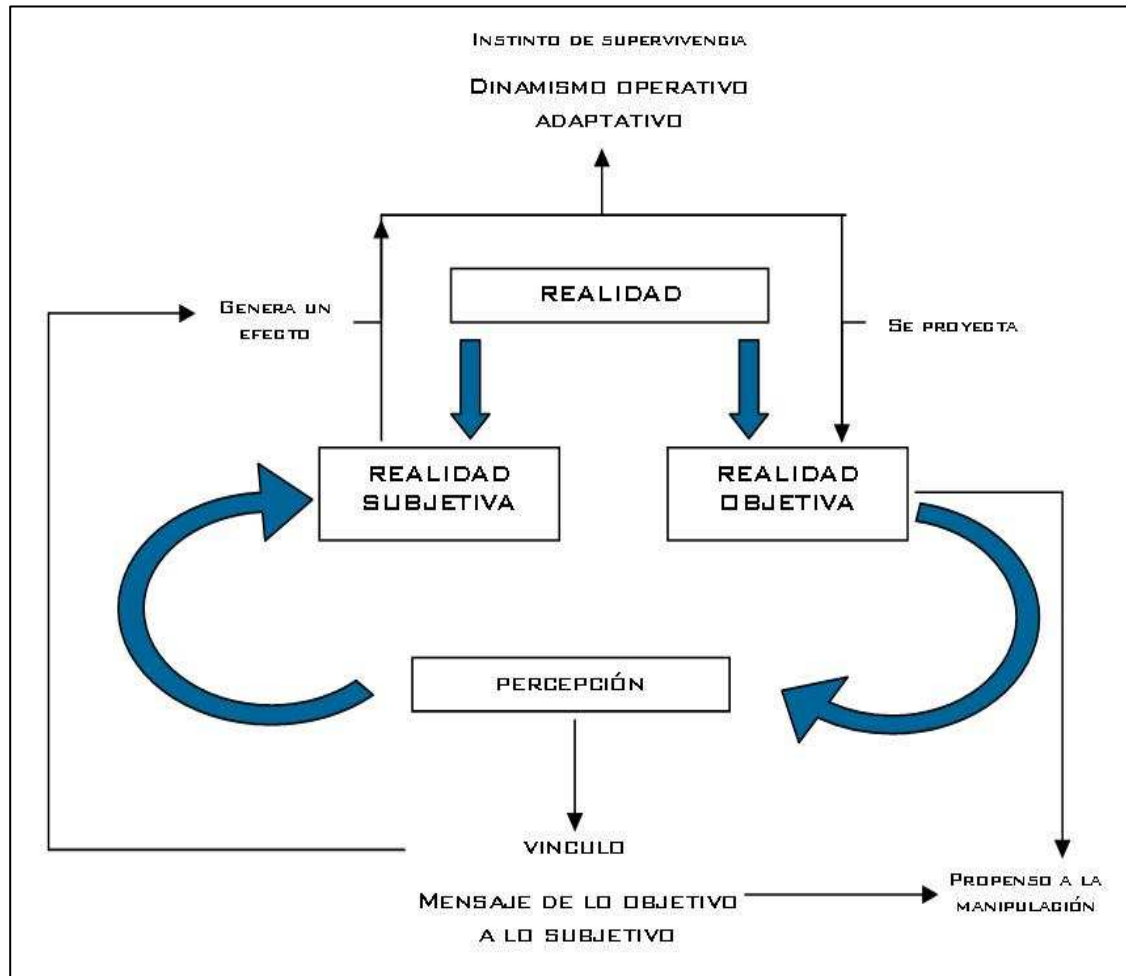 INSTINTO DE SUPERVIVENCIA
DINAMISMO OPERATIVO
ADAPTATIVO
REALIDAD
GENERA UN
EFECTO
SE PROYECTA
REALIDAD
SUBJETIVA
REALIDAD
OBJETIVA
PERCEPCIÓN
VINCULO
MENSAJE DE LO OBJETIVO
A LO SUBJETIVO
PROPENSO A LA
MANIPULACIÓN